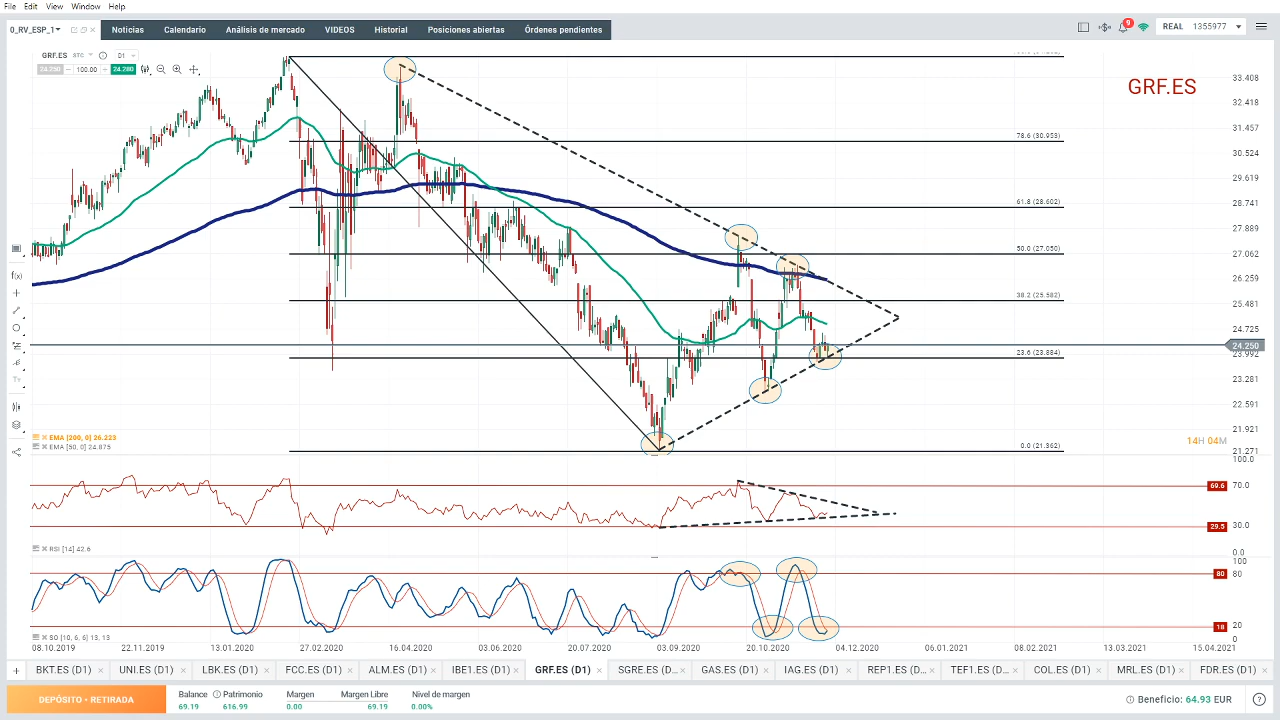 File Edit View Window Help
0_RV_ESP_1
Noticias Calendario Análisis de mercado VIDEOS Historial Posiciones abiertas Órdenes pendientes
9
REAL 1355977
GRF.ES STC D1
24.250 100.00 24.280
GRF.ES
33.408
32.418
31.457
30.524
29.619
28.741
27.889
27.062
26.259
25.481
24.725
24.250
23.992
23.281
22.591
21.921
21.271
78.6 (30.953)
61.8 (28.602)
50.0 (27.050)
38.2 (25.582)
23.6 (23.884)
0.0 (21.362)
f(x)
EMA [200, 0] 26.223
EMA [50, 0] 24.875
14H 04M
100.0
69.6 70.0
29.5 30.0
0.0
RSI [14] 42.6
100
80 80
18 20
0
SO [10, 6, 6] 13, 13
08.10.2019 22.11.2019 13.01.2020 27.02.2020 16.04.2020 03.06.2020 20.07.2020 03.09.2020 20.10.2020 04.12.2020 06.01.2021 08.02.2021 13.03.2021 15.04.2021
BKT.ES (D1) UNI.ES (D1) LBK.ES (D1) FCC.ES (D1) ALM.ES (D1) IBE1.ES (D1) GRF.ES (D1) SGRE.ES (D... GAS.ES (D1) IAG.ES (D1) REP1.ES (D... TEF1.ES (D... COL.ES (D1) MRL.ES (D1) FDR.ES (D1)
DEPÓSITO - RETIRADA
Balance Patrimonio Margen Margen Libre Nivel de margen
69.19 616.99 0.00 69.19 0.00%
Beneficio: 64.93 EUR